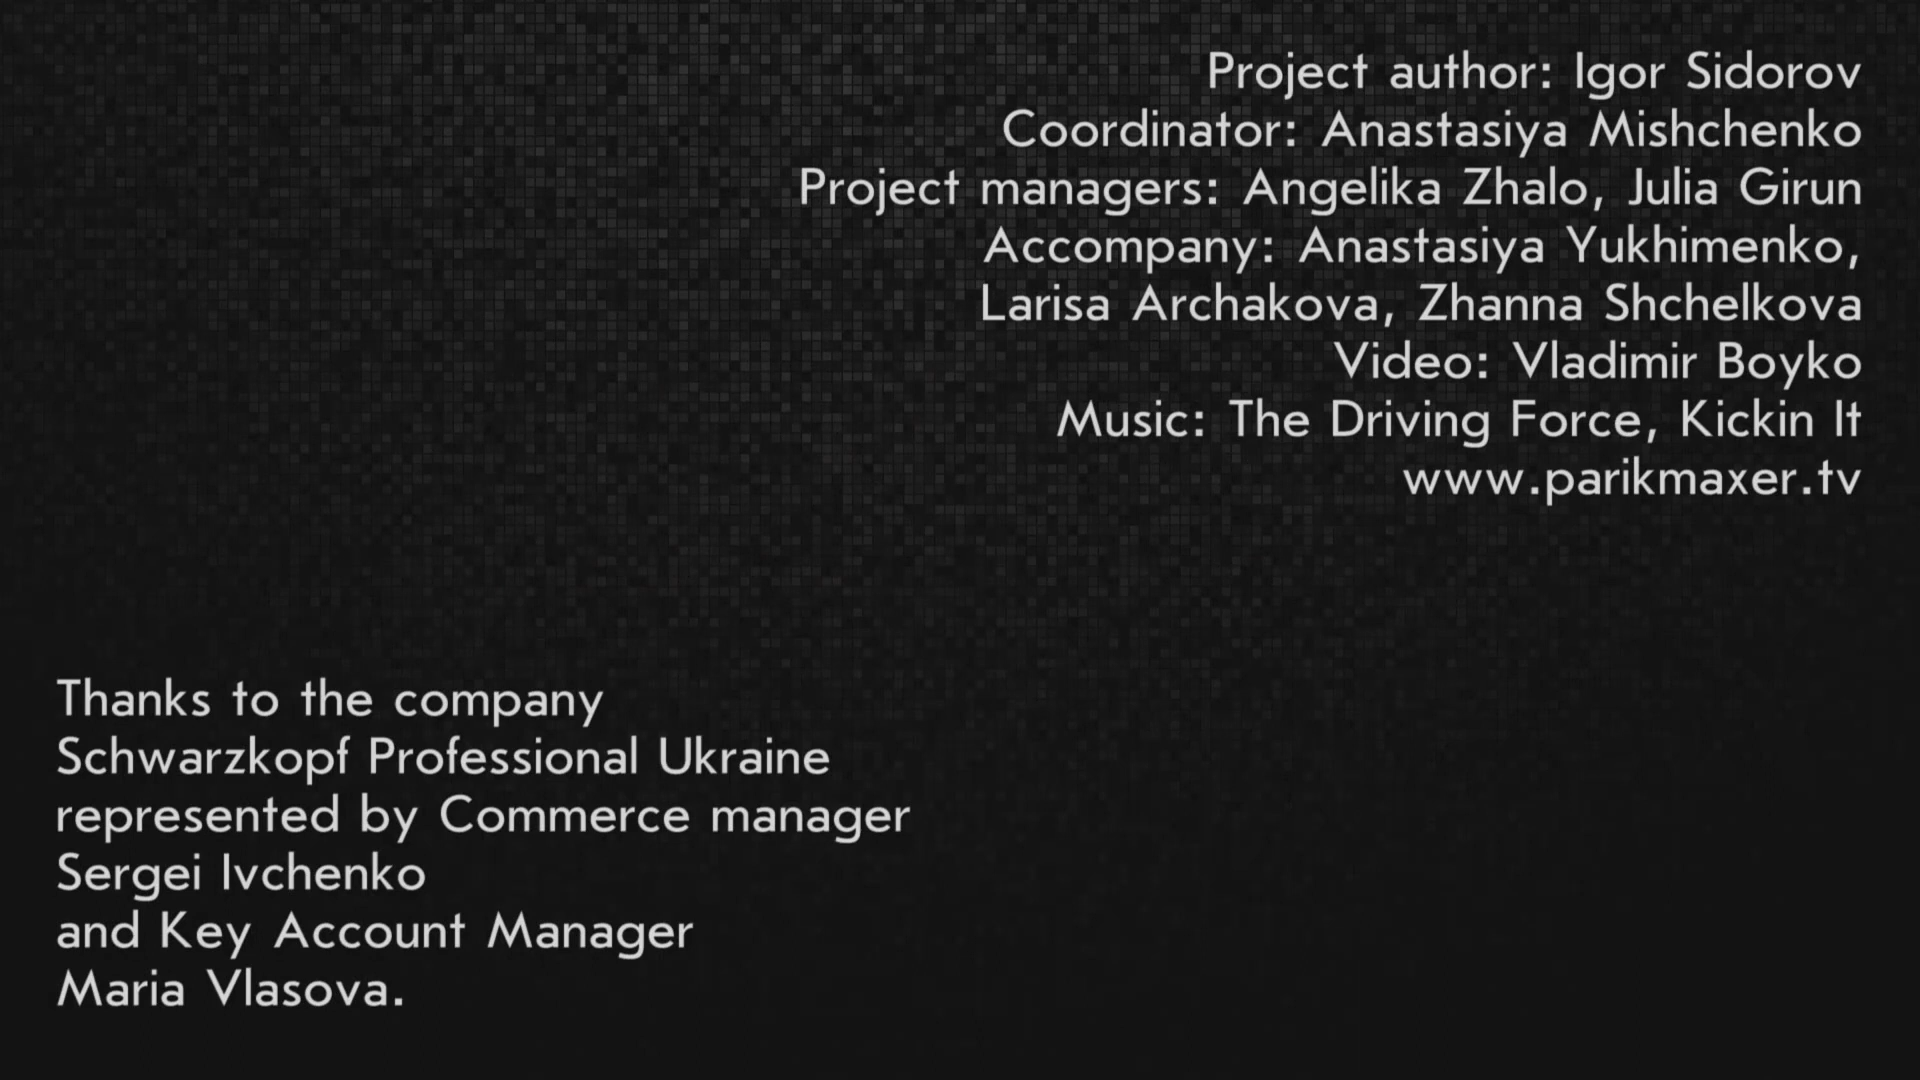 Project author: Igor Sidorov
Coordinator: Anastasiya Mishchenko
Project managers: Angelika Zhalo, Julia Girun
Accompany: Anastasiya Yukhimenko,
Larisa Archakova, Zhanna Shchelkova
Video: Vladimir Boyko
Music: The Driving Force, Kickin It
www.parikmaxer.tv
Thanks to the company
Schwarzkopf Professional Ukraine
represented by Commerce manager
Sergei Ivchenko
and Key Account Manager
Maria Vlasova.